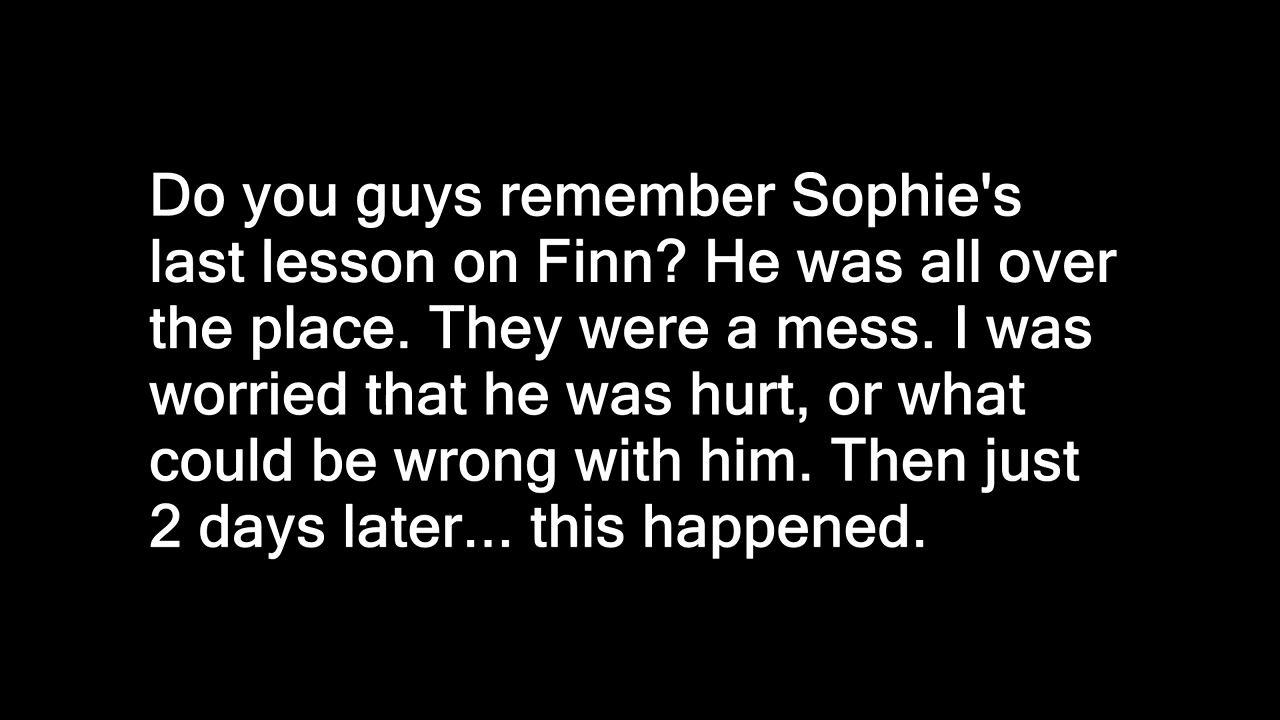 Do you guys remember Sophie's
last lesson on Finn? He was all over
the place. They were a mess. I was
worried that he was hurt, or what
could be wrong with him. Then just
2 days later... this happened.